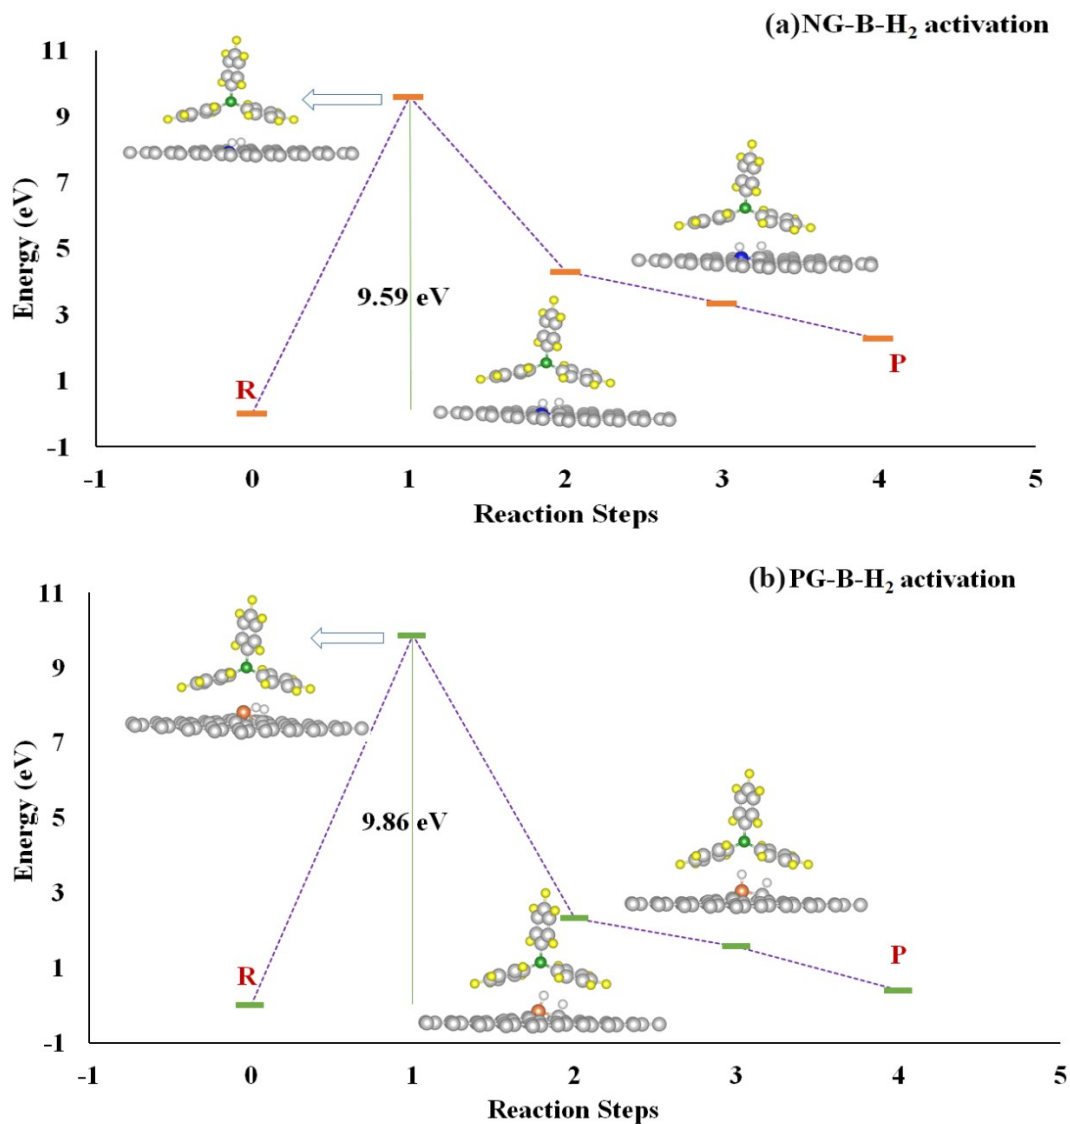 (a) NG-B-H₂ activation
11
9
7
5
3
1
-1
Energy (eV)
9.59 eV
R
P
-1 0 1 2 3 4 5
Reaction Steps
(b) PG-B-H₂ activation
11
9
7
5
3
1
-1
Energy (eV)
9.86 eV
R
P
-1 0 1 2 3 4 5
Reaction Steps